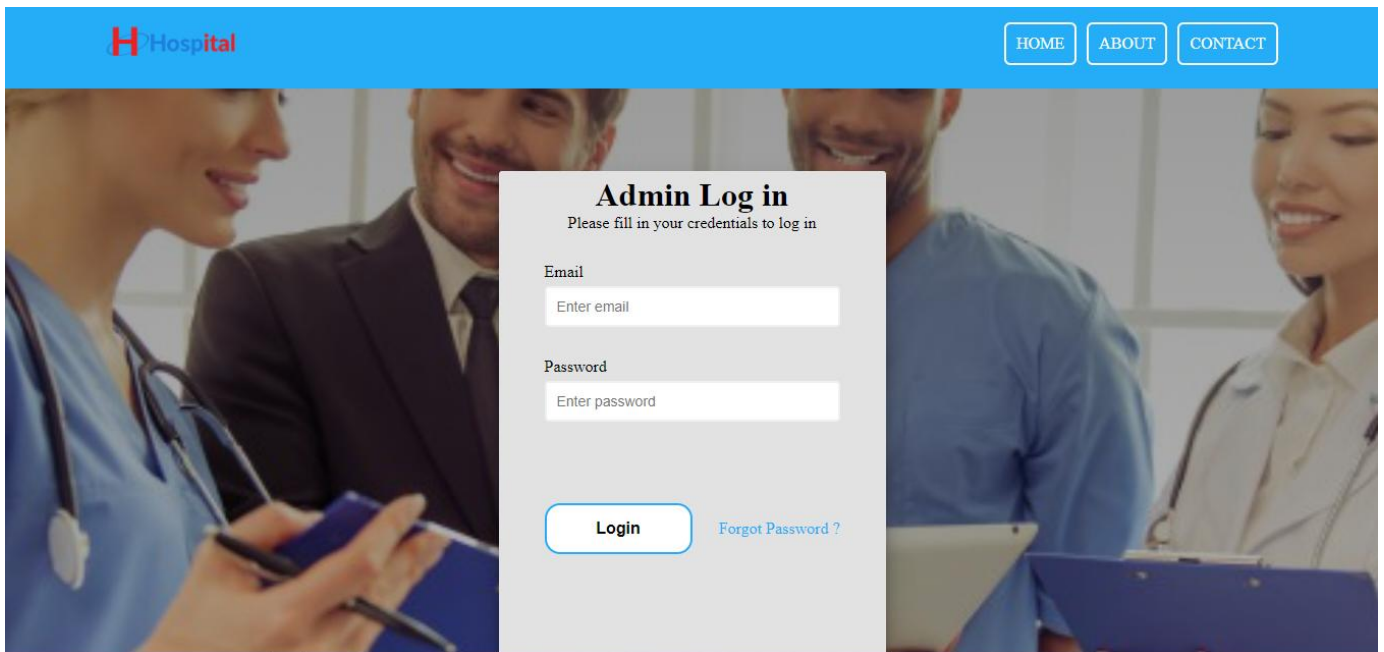 H Hospital
HOME ABOUT CONTACT
Admin Log in
Please fill in your credentials to log in
Email
Enter email
Password
Enter password
Login Forgot Password ?